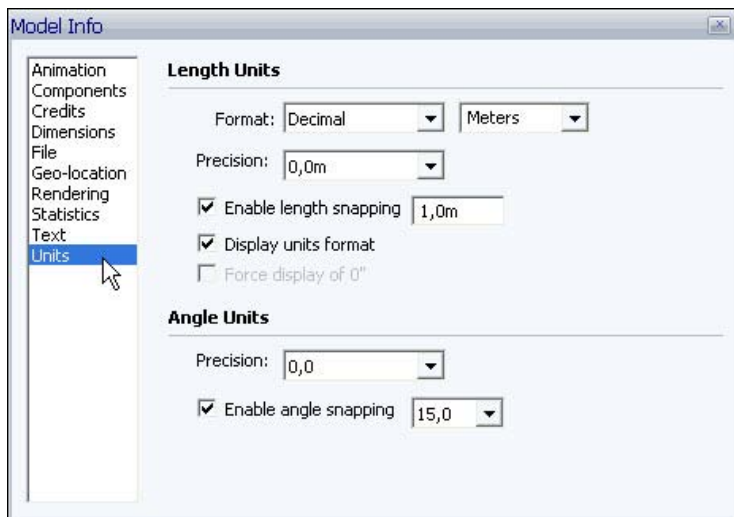 Model Info
Animation
Components
Credits
Dimensions
File
Geo-location
Rendering
Statistics
Text
Units
Length Units
Format: Decimal Meters
Precision: 0,0m
Enable length snapping 1,0m
Display units format
Force display of 0"
Angle Units
Precision: 0,0
Enable angle snapping 15,0